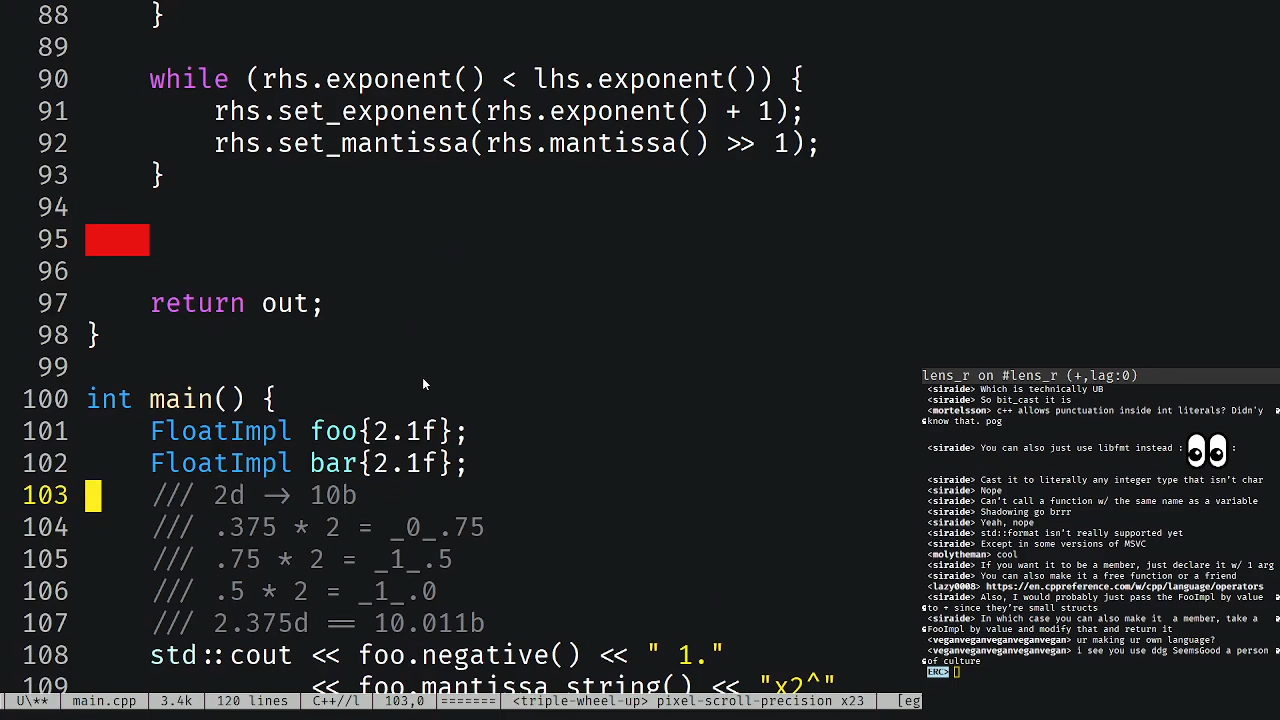 88     }
89
90     while (rhs.exponent() < lhs.exponent()) {
91         rhs.set_exponent(rhs.exponent() + 1);
92         rhs.set_mantissa(rhs.mantissa() >> 1);
93     }
94
95
96
97     return out;
98 }
99
100 int main() {
101     FloatImpl foo{2.1f};
102     FloatImpl bar{2.1f};
103     /// 2d -> 10b
104     /// .375 * 2 = _0_.75
105     /// .75 * 2 = _1_.5
106     /// .5 * 2 = _1_.0
107     /// 2.375d == 10.011b
108     std::cout << foo.negative() << " 1."
109               << foo.mantissa_string() << "x2^"
U\** main.cpp 3.4k 120 lines C++//l 103,0 ======= <triple-wheel-up> pixel-scroll-precision x23 [eg
lens_r on #lens_r (+,lag:0)
<siraide> Which is technically UB
<siraide> So bit_cast it is
<mortelsson> c++ allows punctuation inside int literals? Didn'y
know that. pog
<siraide> You can also just use libfmt instead : :
<siraide> Cast it to literally any integer type that isn't char
<siraide> Nope
<siraide> Can't call a function w/ the same name as a variable
<siraide> Shadowing go brrr
<siraide> Yeah, nope
<siraide> std::format isn't really supported yet
<siraide> Except in some versions of MSVC
<molytheman> cool
<siraide> If you want it to be a member, just declare it w/ 1 arg
<siraide> You can also make it a free function or a friend
<lazy0008> https://en.cppreference.com/w/cpp/language/operators
<siraide> Also, I would probably just pass the FooImpl by value
to + since they're small structs
<siraide> In which case you can also make it  a member, take a
FooImpl by value and modify that and return it
<veganveganveganveganvegan> ur making ur own language?
<veganveganveganveganvegan> i see you use ddg SeemsGood a person
of culture
ERC>